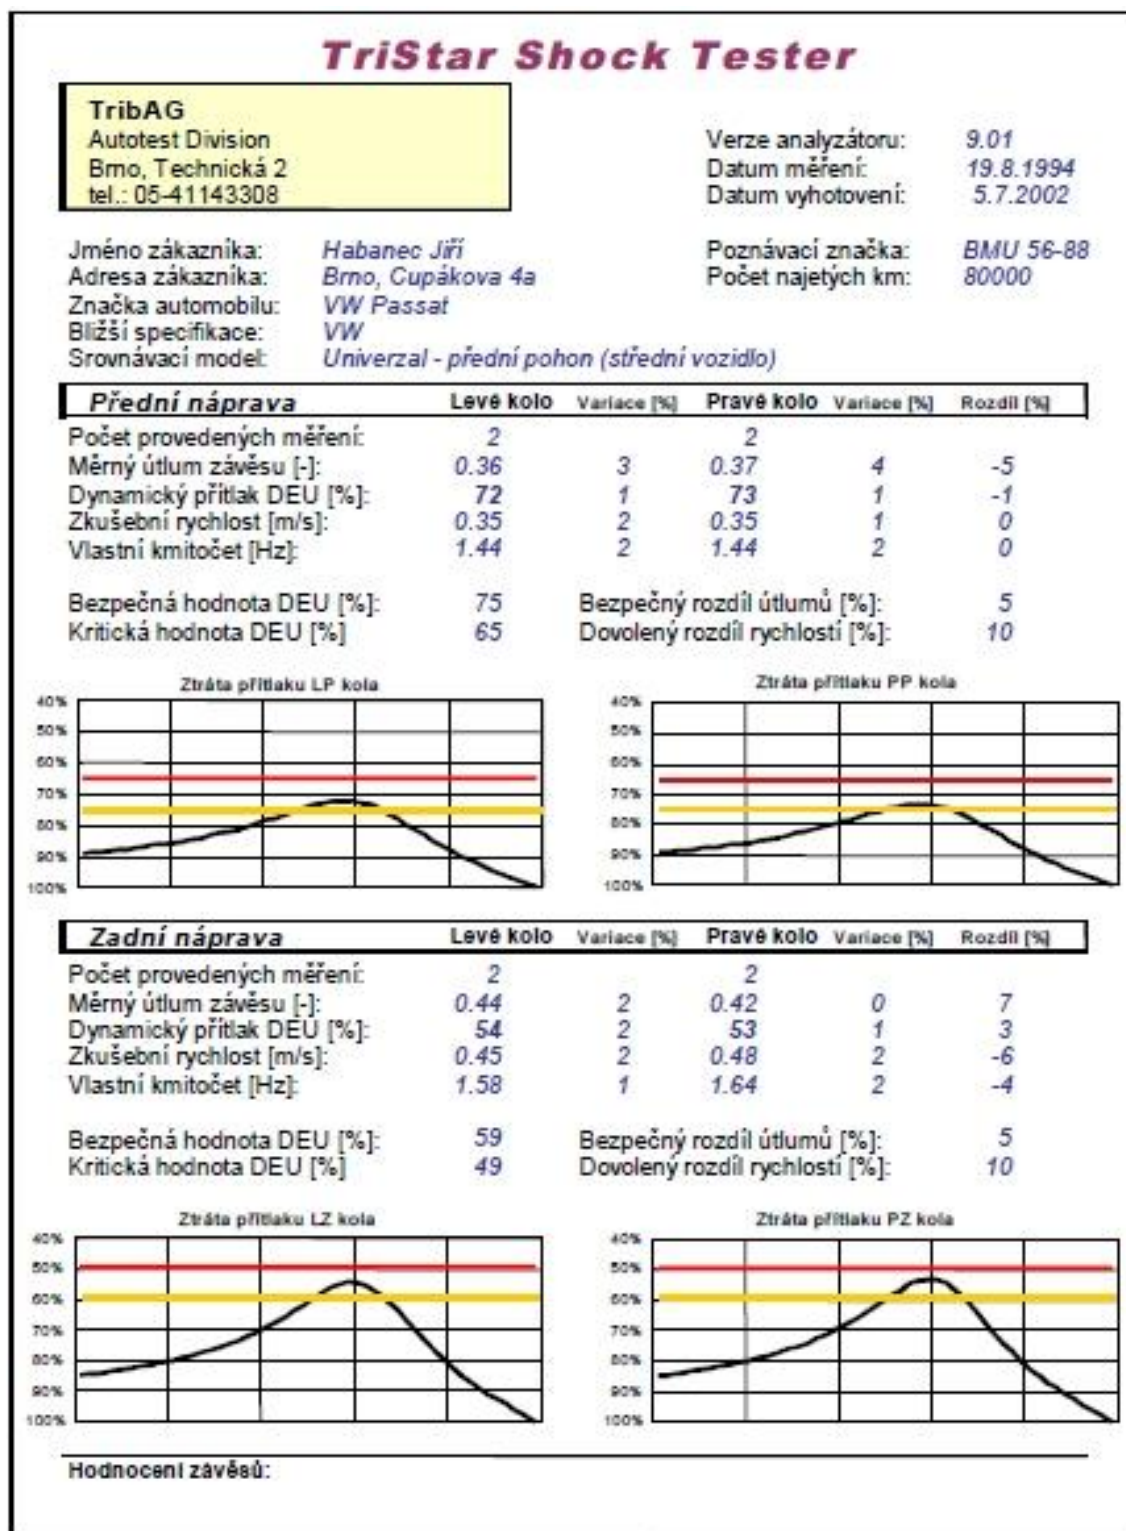 TriStar Shock Tester
TribAG
Autotest Division
Brno, Technická 2
tel.: 05-41143308
Verze analyzátoru: 9.01
Datum měření: 19.8.1994
Datum vyhotovení: 5.7.2002
Jméno zákazníka: Habanec Jiří
Poznávací značka: BMU 56-88
Adresa zákazníka: Brno, Cupákova 4a
Počet najetých km: 80000
Značka automobilu: VW Passat
Bližší specifikace: VW
Srovnávací model: Univerzal - přední pohon (střední vozidlo)
Přední náprava Levé kolo Variace [%] Pravé kolo Variace [%] Rozdíl [%]
Počet provedených měření: 2 2
Měrný útlum závěsu [-]: 0.36 3 0.37 4 -5
Dynamický přítlak DEU [%]: 72 1 73 1 -1
Zkušební rychlost [m/s]: 0.35 2 0.35 1 0
Vlastní kmitočet [Hz]: 1.44 2 1.44 2 0
Bezpečná hodnota DEU [%]: 75 Bezpečný rozdíl útlumů [%]: 5
Kritická hodnota DEU [%] 65 Dovolený rozdíl rychlostí [%]: 10
Ztráta přítlaku LP kola
40%
50%
60%
70%
80%
90%
100%
Ztráta přítlaku PP kola
40%
50%
60%
70%
80%
90%
100%
Zadní náprava Levé kolo Variace [%] Pravé kolo Variace [%] Rozdíl [%]
Počet provedených měření: 2 2
Měrný útlum závěsu [-]: 0.44 2 0.42 0 7
Dynamický přítlak DEU [%]: 54 2 53 1 3
Zkušební rychlost [m/s]: 0.45 2 0.48 2 -6
Vlastní kmitočet [Hz]: 1.58 1 1.64 2 -4
Bezpečná hodnota DEU [%]: 59 Bezpečný rozdíl útlumů [%]: 5
Kritická hodnota DEU [%] 49 Dovolený rozdíl rychlostí [%]: 10
Ztráta přítlaku LZ kola
40%
50%
60%
70%
80%
90%
100%
Ztráta přítlaku PZ kola
40%
50%
60%
70%
80%
90%
100%
Hodnocení závěsů: